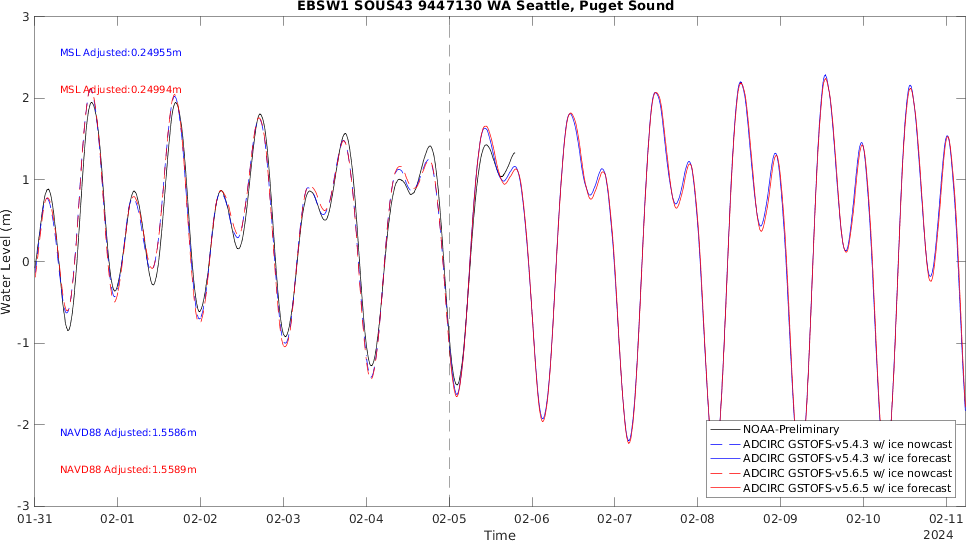 EBSW1 SOUS43 9447130 WA Seattle, Puget Sound
3
MSL Adjusted:0.24955m
MSL Adjusted:0.24994m
2
1
Water Level (m)
0
-1
-2
NAVD88 Adjusted:1.5586m
NAVD88 Adjusted:1.5589m
NOAA-Preliminary
ADCIRC GSTOFS-v5.4.3 w/ ice nowcast
ADCIRC GSTOFS-v5.4.3 w/ ice forecast
ADCIRC GSTOFS-v5.6.5 w/ ice nowcast
ADCIRC GSTOFS-v5.6.5 w/ ice forecast
-3
01-31 02-01 02-02 02-03 02-04 02-05 02-06 02-07 02-08 02-09 02-10 02-11
Time
2024